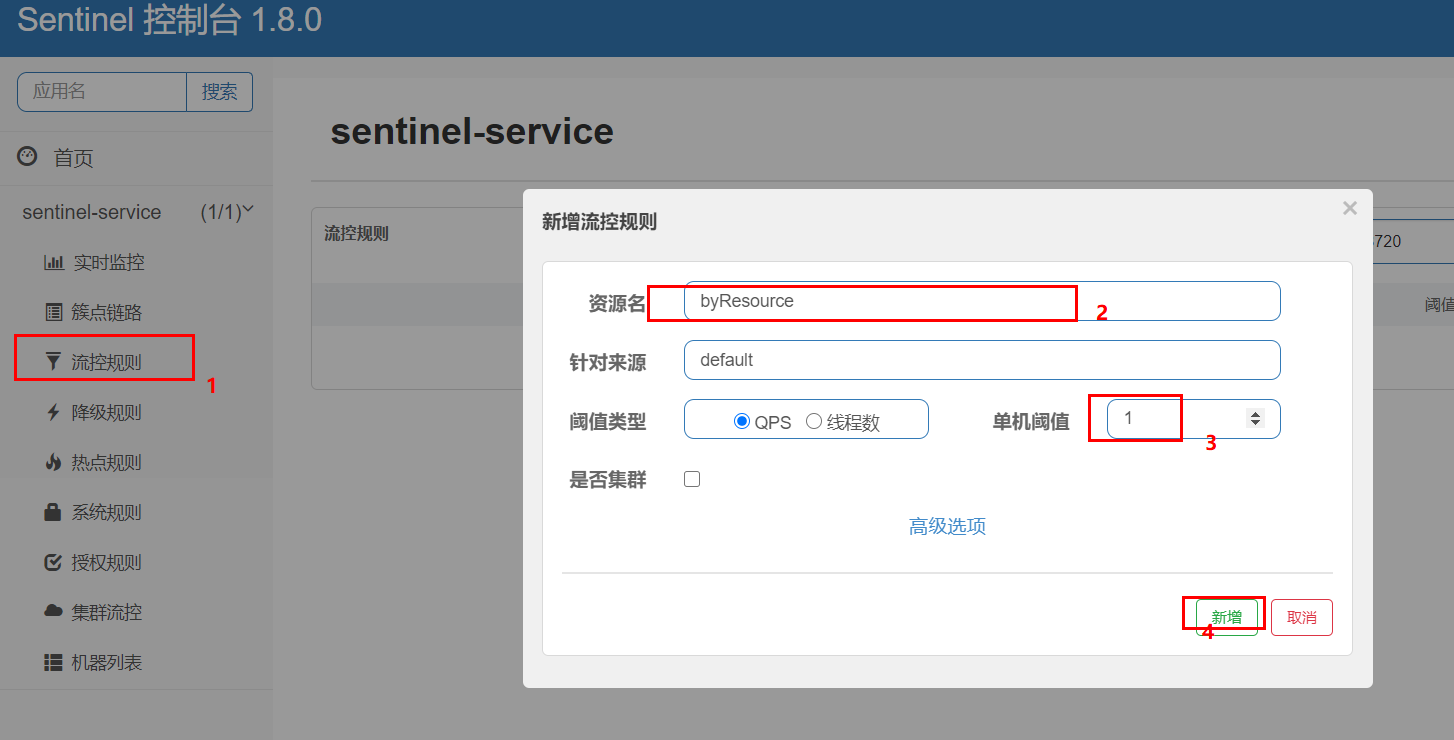 Sentinel 控制台 1.8.0
应用名
搜索
首页
sentinel-service (1/1)
实时监控
簇点链路
流控规则
1
降级规则
热点规则
系统规则
授权规则
集群流控
机器列表
sentinel-service
流控规则
720
阈值
新增流控规则
×
资源名 byResource
2
针对来源 default
阈值类型 QPS 线程数 单机阈值 1
3
是否集群
高级选项
新增 取消
4